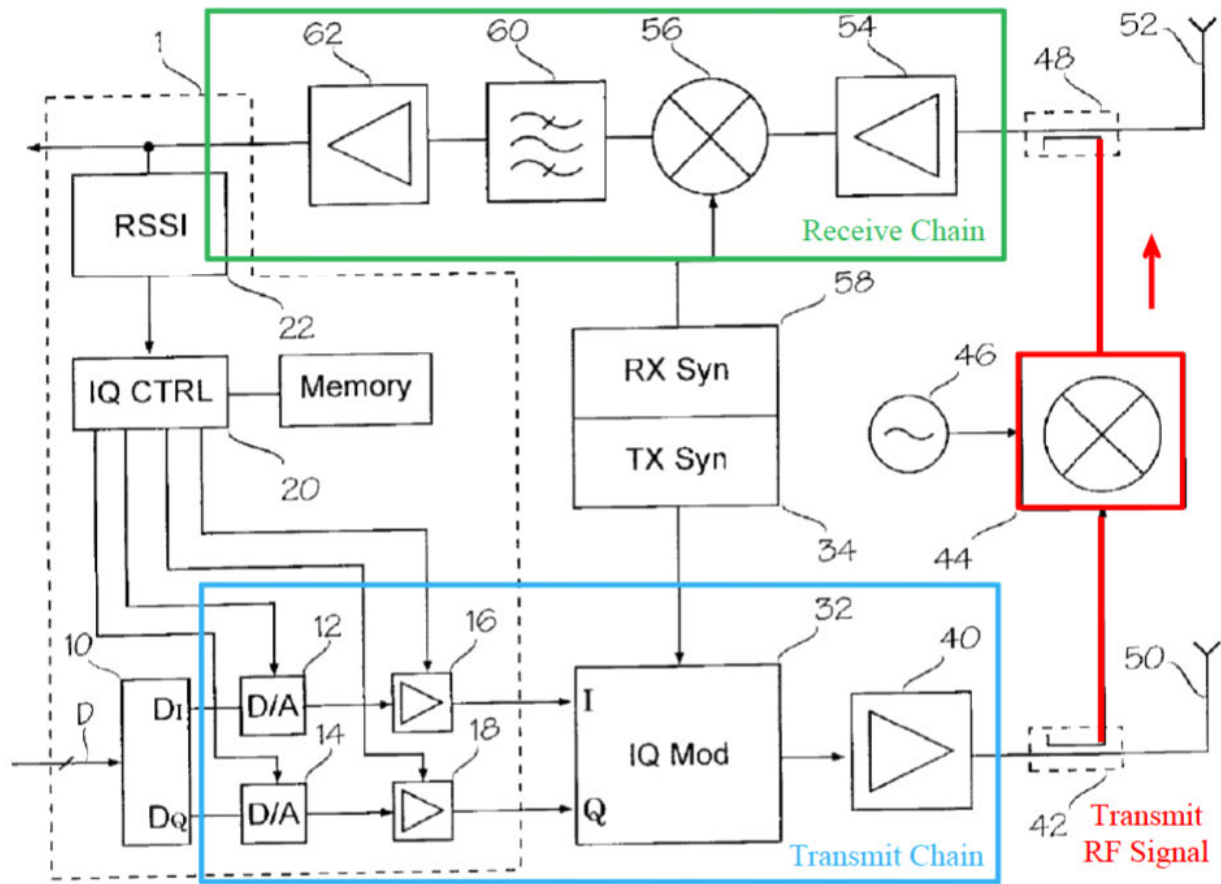 62
60
56
54
52
1
48
RSSI
Receive Chain
22
58
46
IQ CTRL
Memory
RX Syn
20
TX Syn
34
44
10
12
16
32
40
50
DI
D/A
I
D
14
18
IQ Mod
DQ
D/A
Q
42
Transmit Chain
Transmit
RF Signal